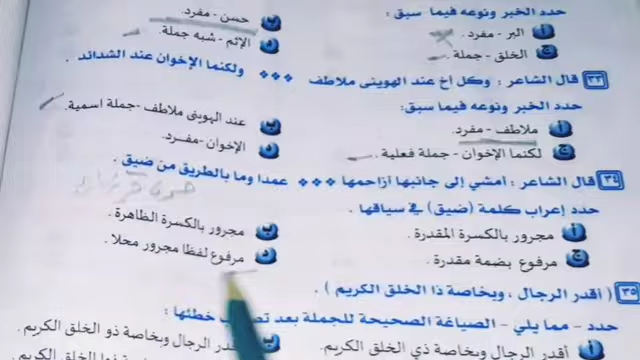 حدد الخبر ونوعه فيما سبق :
أ البر - مفرد. ب حسن - مفرد.
ج الخلق - جملة. د الإثم - شبه جملة.
٣٣ قال الشاعر : وكل أخ عند الهوينى ملاطف ❖❖❖ ولكنما الإخوان عند الشدائد .
حدد الخبر ونوعه فيما سبق:
أ ملاطف - مفرد. ب عند الهوينى ملاطف -جملة اسمية.
ج لكنما الإخوان - جملة فعلية. د الإخوان -مفرد.
٣٤ قال الشاعر : أمشي إلى جانبها أزاحمها ❖❖❖ عمدا وما بالطريق من ضيق .
حدد إعراب كلمة (ضيق) في سياقها :
أ مجرور بالكسرة المقدرة. ب مجرور بالكسرة الظاهرة.
ج مرفوع بضمة مقدرة. د مرفوع لفظا مجرور محلا .
٣٥ ( أقدر الرجال ، وبخاصة ذا الخلق الكريم ) .
حدد - مما يلي - الصياغة الصحيحة للجملة بعد خطئها :
أ أقدر الرجال وبخاصة ذي الخلق الكريم. أقدر الرجال وبخاصة ذو الخلق الكريم.